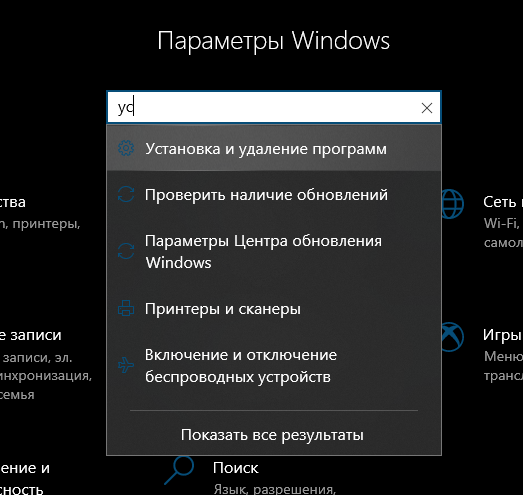 Параметры Windows
ус
Установка и удаление программ
Проверить наличие обновлений
Параметры Центра обновления
Windows
Принтеры и сканеры
Включение и отключение
беспроводных устройств
Показать все результаты
ства
принтеры,
е записи
записи, эл.
инхронизация,
семья
ение и
ность
Сеть
Wi-Fi,
самол
Игры
Меню
трансл
Поиск
Язык, разрешения,